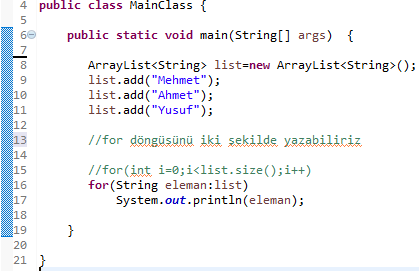 4 public class MainClass {
5
6 public static void main(String[] args) {
7
8 ArrayList<String> list=new ArrayList<String>();
9 list.add("Mehmet");
10 list.add("Ahmet");
11 list.add("Yusuf");
12
13 //for döngüsünü iki şekilde yazabiliriz
14
15 //for(int i=0;i<list.size();i++)
16 for(String eleman:list)
17 System.out.println(eleman);
18
19 }
20
21 }